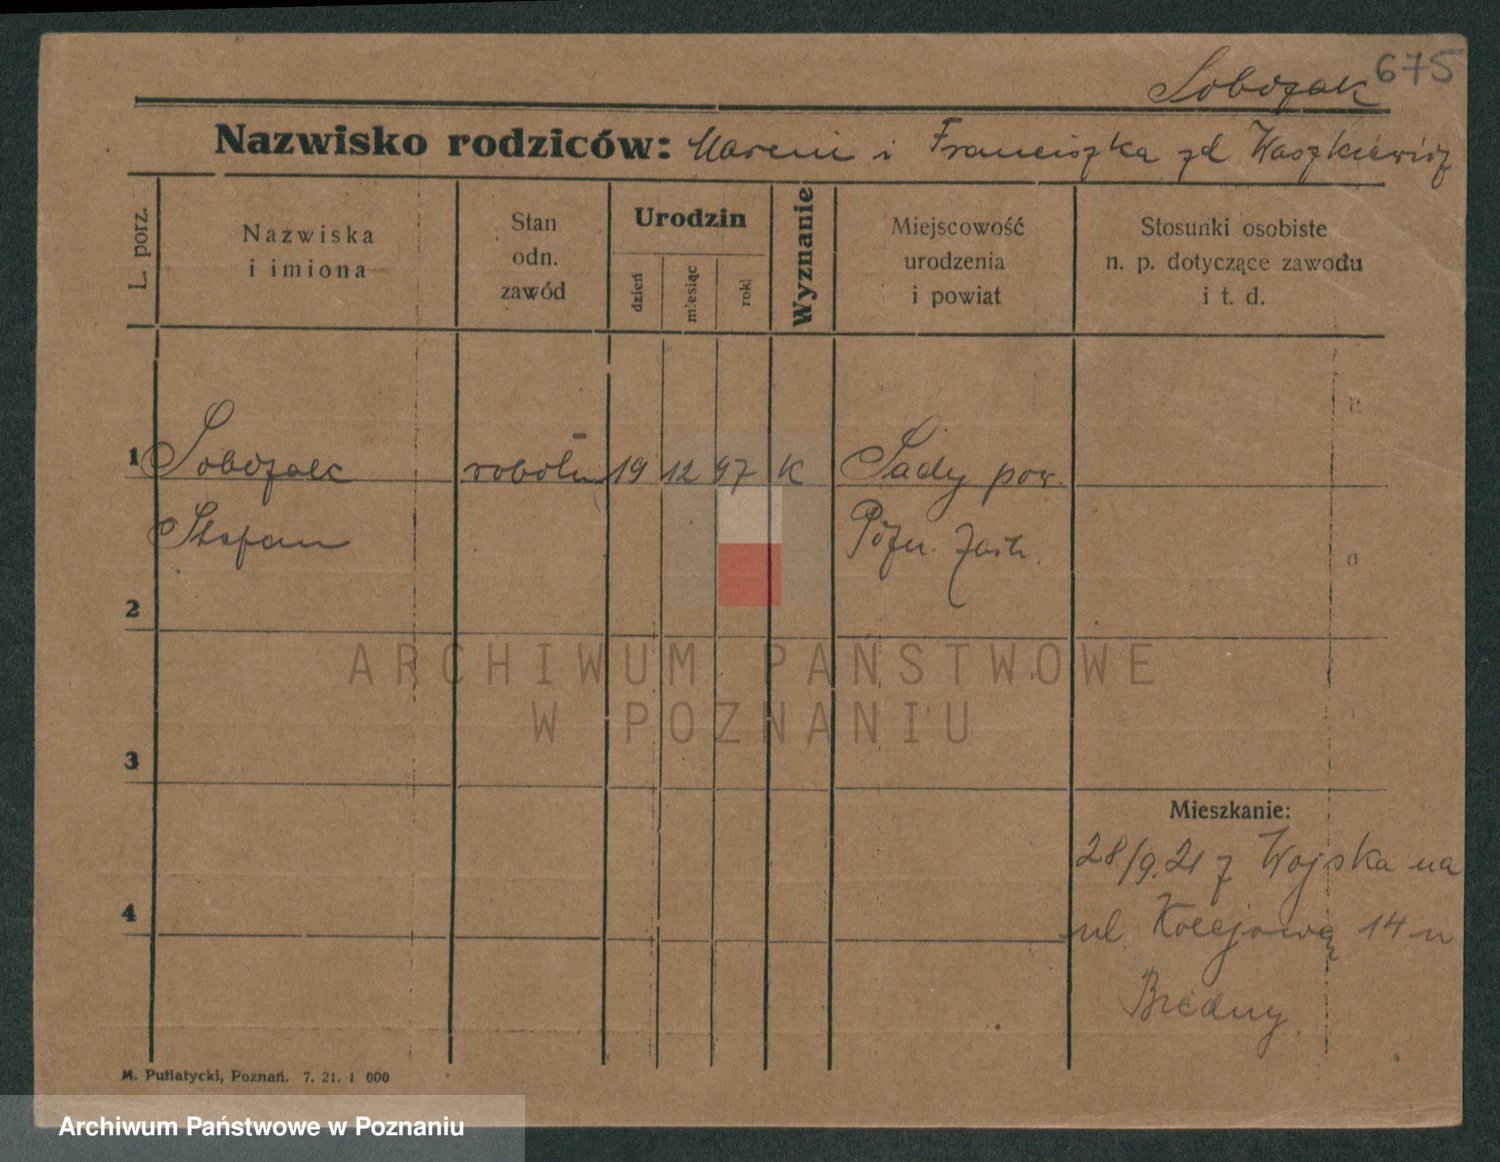 675
Sobczak
Nazwisko rodziców: Marcin i Franciszka zd Waszkiewicz
L. porz.
Nazwiska
i imiona
Stan
odn.
zawód
Urodzin
dzień
miesiąc
rok
Wyznanie
Miejscowość
urodzenia
i powiat
Stosunki osobiste
n. p. dotyczące zawodu
i t. d.
1 Sobczak robotn 19 12 97 K Sady pow.
Stefan Pozn. Zach.
2
ARCHIWUM PAŃSTWOWE
W POZNANIU
3
Mieszkanie:
28/9.21 z Wojska na
4
ul. Kolejową 14 u
M. Putiatycki, Poznań. 7. 21. 1 000
Archiwum Państwowe w Poznaniu